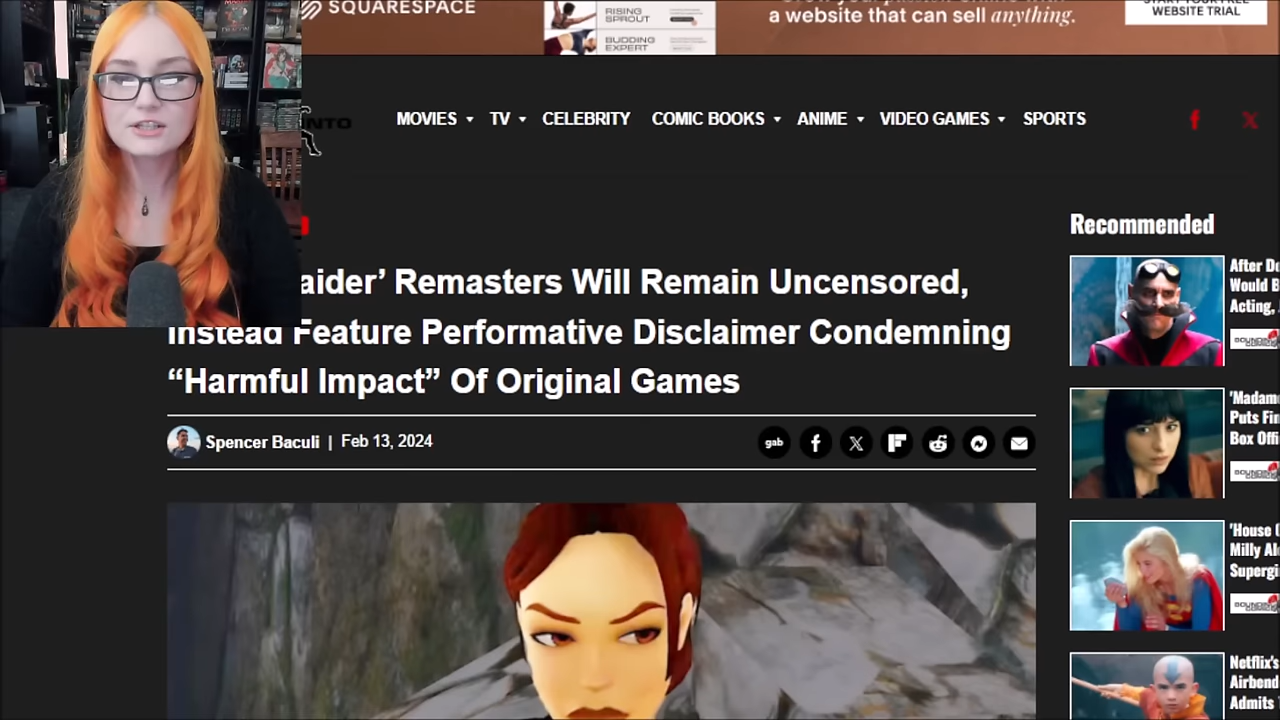 SQUARESPACE
RISING
SPROUT
BUDDING
EXPERT
a website that can sell anything.
WEBSITE TRIAL
MOVIES TV CELEBRITY COMIC BOOKS ANIME VIDEO GAMES SPORTS
aider’ Remasters Will Remain Uncensored,
Instead Feature Performative Disclaimer Condemning
“Harmful Impact” Of Original Games
Spencer Baculi | Feb 13, 2024
gab
Recommended
After De
Would B
Acting,
'Madam
Puts Fin
Box Offi
'House O
Milly Al
Supergi
Netflix's
Airbend
Admits